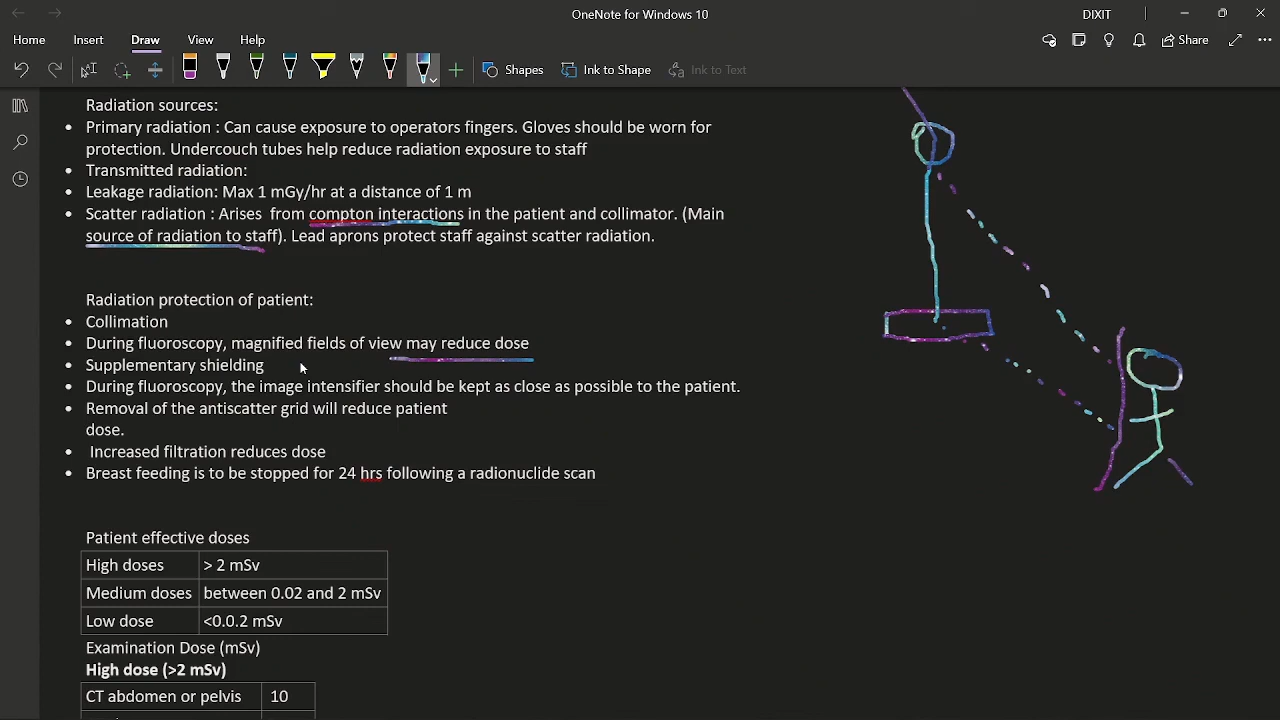 OneNote for Windows 10
DIXIT
Home Insert Draw View Help
Share
Shapes Ink to Shape Ink to Text
Radiation sources:
• Primary radiation : Can cause exposure to operators fingers. Gloves should be worn for
protection. Undercouch tubes help reduce radiation exposure to staff
• Transmitted radiation:
• Leakage radiation: Max 1 mGy/hr at a distance of 1 m
• Scatter radiation : Arises from compton interactions in the patient and collimator. (Main
source of radiation to staff). Lead aprons protect staff against scatter radiation.
Radiation protection of patient:
• Collimation
• During fluoroscopy, magnified fields of view may reduce dose
• Supplementary shielding
• During fluoroscopy, the image intensifier should be kept as close as possible to the patient.
• Removal of the antiscatter grid will reduce patient
dose.
• Increased filtration reduces dose
• Breast feeding is to be stopped for 24 hrs following a radionuclide scan
Patient effective doses
High doses > 2 mSv
Medium doses between 0.02 and 2 mSv
Low dose <0.0.2 mSv
Examination Dose (mSv)
High dose (>2 mSv)
CT abdomen or pelvis 10